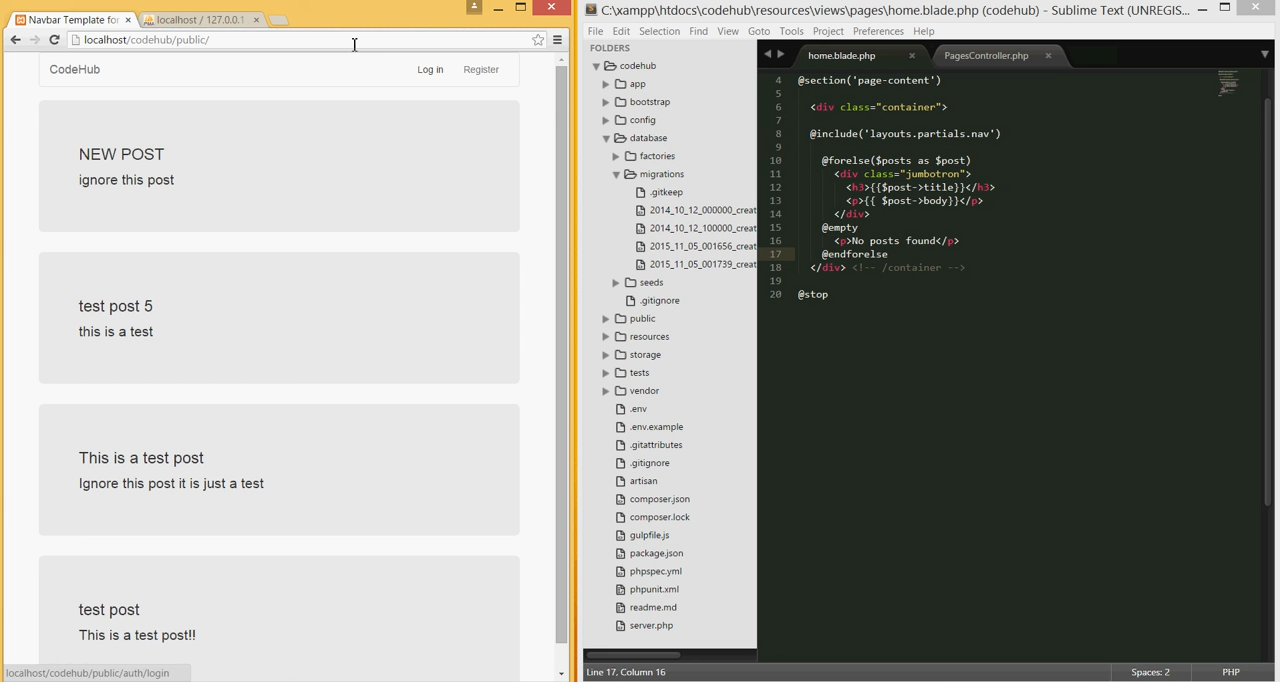 Navbar Template for
localhost / 127.0.0.1
localhost/codehub/public/
CodeHub
Log in
Register
NEW POST
ignore this post
test post 5
this is a test
This is a test post
Ignore this post it is just a test
test post
This is a test post!!
localhost/codehub/public/auth/login
C:\xampp\htdocs\codehub\resources\views\pages\home.blade.php (codehub) - Sublime Text (UNREGIS...
File Edit Selection Find View Goto Tools Project Preferences Help
FOLDERS
codehub
app
bootstrap
config
database
factories
migrations
.gitkeep
2014_10_12_000000_creat
2014_10_12_100000_creat
2015_11_05_001656_creat
2015_11_05_001739_creat
seeds
.gitignore
public
resources
storage
tests
vendor
.env
.env.example
.gitattributes
.gitignore
artisan
composer.json
composer.lock
gulpfile.js
package.json
phpspec.yml
phpunit.xml
readme.md
server.php
home.blade.php
PagesController.php
4 @section('page-content')
5
6 <div class="container">
7
8 @include('layouts.partials.nav')
9
10 @forelse($posts as $post)
11 <div class="jumbotron">
12 <h3>{{$post->title}}</h3>
13 <p>{{ $post->body}}</p>
14 </div>
15 @empty
16 <p>No posts found</p>
17 @endforelse
18 </div> <!-- /container -->
19
20 @stop
Line 17, Column 16
Spaces: 2
PHP